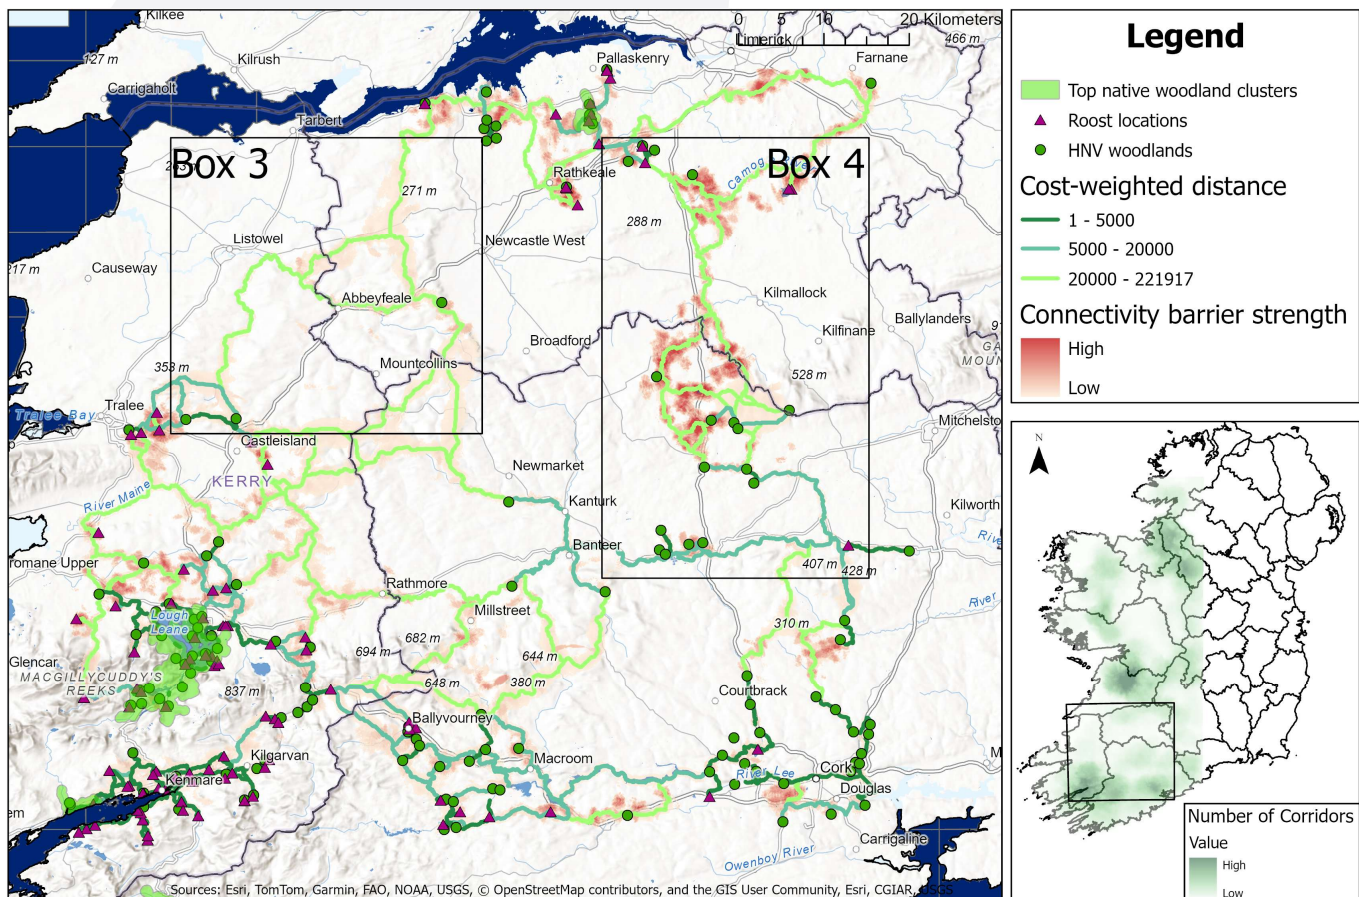 Kilkee
0 5 10 20 Kilometers
Limerick
466 m
127 m
Kilrush
Pallaskenry
Farnane
Carrigaholt
Tarbert
Box 3
Box 4
Camog
271 m
Rathkeale
288 m
Listowel
Newcastle West
217 m
Causeway
Abbeyfeale
Kilmallock
Ballylanders
Kilfinane
Broadford
Mountcollins
353 m
528 m
Tralee
Tralee Bay
Mitchelsto
Castleisland
KERRY
Newmarket
River Maine
Kanturk
Kilworth
Banteer
romane Upper
407 m
428 m
Rathmore
Millstreet
River
310 m
Lough
Leane
682 m
694 m
644 m
Glencar
MACGILLYCUDDY'S
REEKS
837 m
648 m
380 m
Courtbrack
Ballyvourney
Kilgarvan
Macroom
Kenmare
River Lee
Cork
Douglas
Carrigaline
Owenboy River
Sources: Esri, TomTom, Garmin, FAO, NOAA, USGS, © OpenStreetMap contributors, and the GIS User Community, Esri, CGIAR, USGS
Legend
Top native woodland clusters
Roost locations
HNV woodlands
Cost-weighted distance
1 - 5000
5000 - 20000
20000 - 221917
Connectivity barrier strength
High
Low
N
Number of Corridors
Value
High
Low